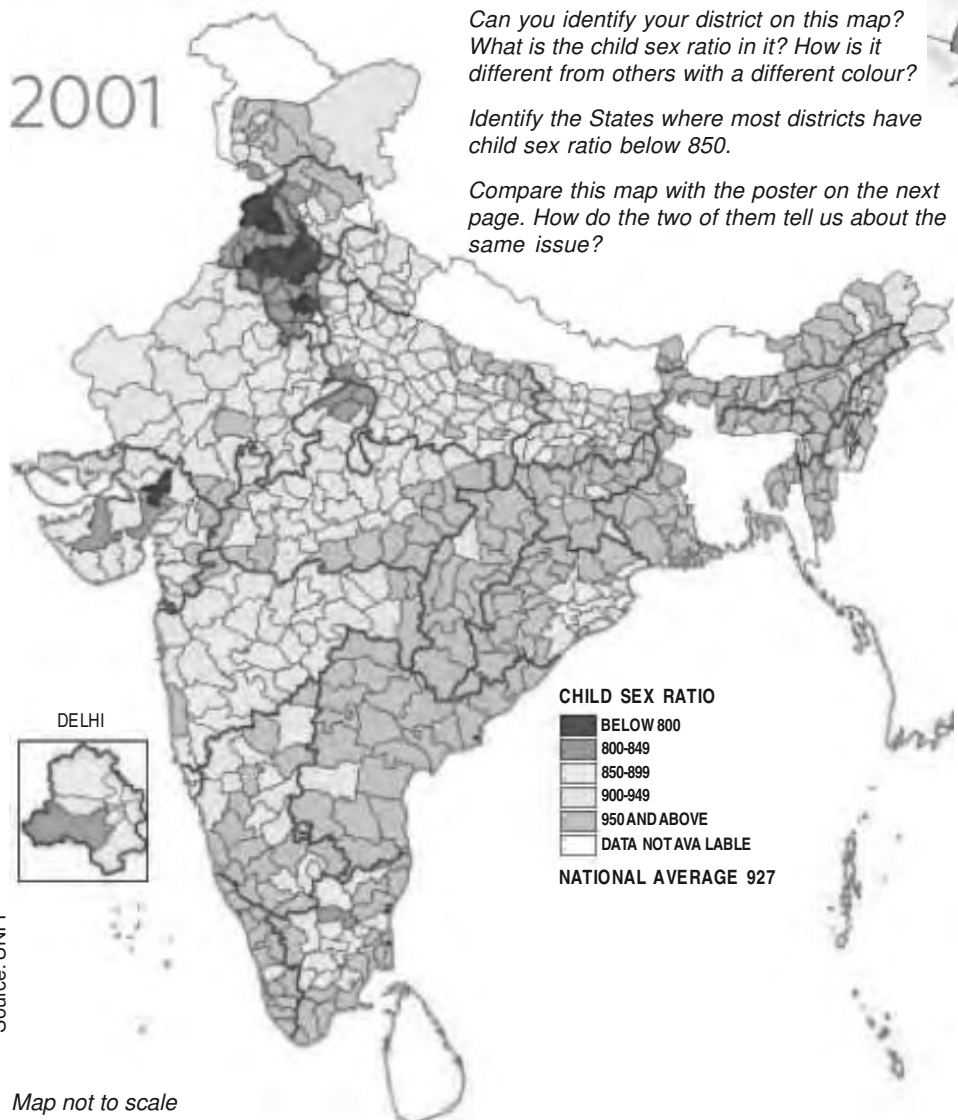 2001
Can you identify your district on this map?
What is the child sex ratio in it? How is it
different from others with a different colour?
Identify the States where most districts have
child sex ratio below 850.
Compare this map with the poster on the next
page. How do the two of them tell us about the
same issue?
DELHI
CHILD SEX RATIO
BELOW 800
800-849
850-899
900-949
950 AND ABOVE
DATA NOT AVA LABLE
NATIONAL AVERAGE 927
Source:
Map not to scale